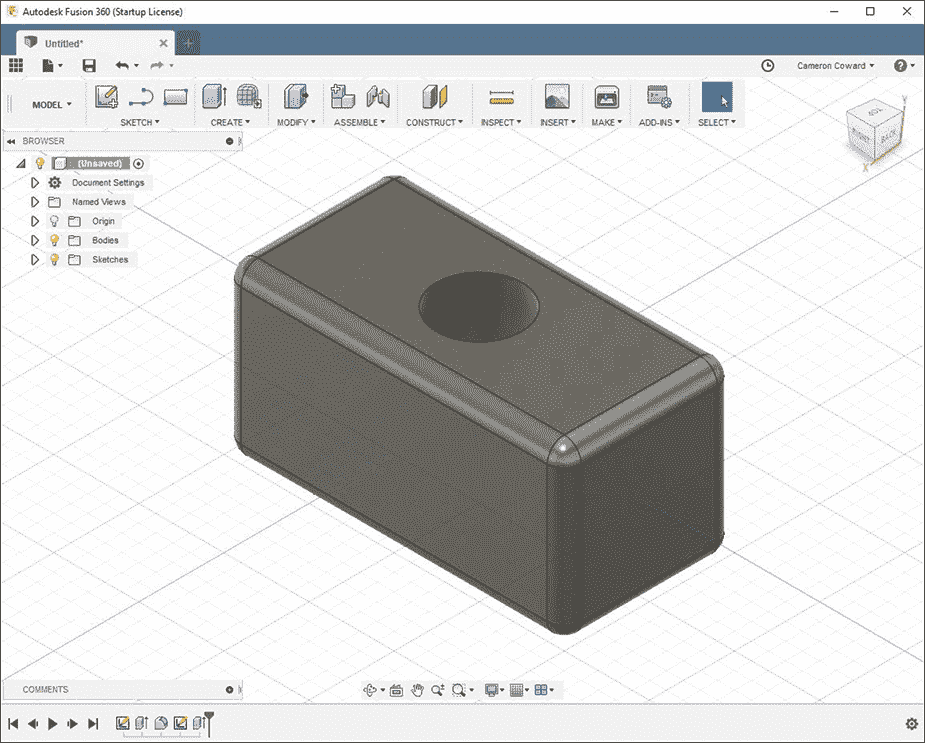 Autodesk Fusion 360 (Startup License)
Untitled*
Cameron Coward
MODEL
SKETCH
CREATE
MODIFY
ASSEMBLE
CONSTRUCT
INSPECT
INSERT
MAKE
ADD-INS
SELECT
BROWSER
(Unsaved)
Document Settings
Named Views
Origin
Bodies
Sketches
TOP
RIGHT
BACK
Y
X
COMMENTS